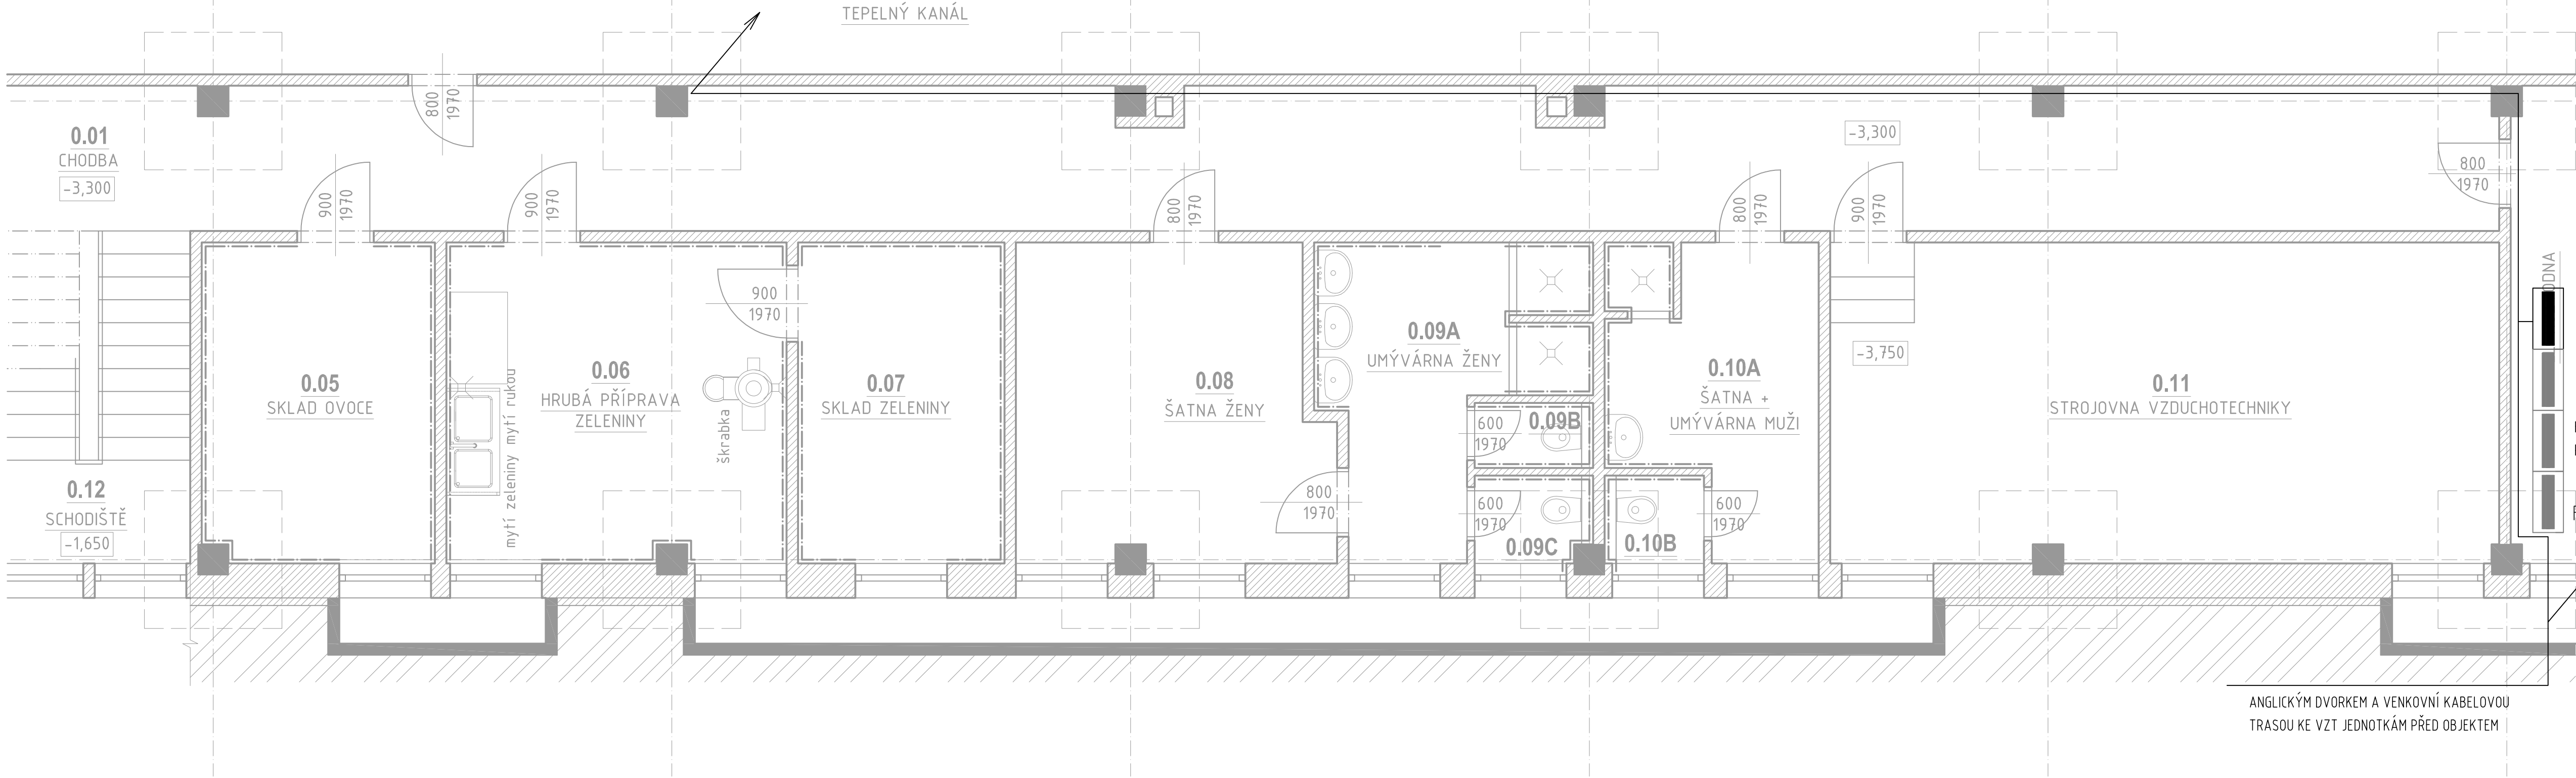 TEPELNÝ KANÁL
800
1970
0.01
CHODBA
-3,300
900
1970
900
1970
800
1970
800
1970
-3,300
900
1970
800
1970
0.05
SKLAD OVOCE
mytí zeleniny mytí rukou
0.06
HRUBÁ PŘÍPRAVA
ZELENINY
škrabka
900
1970
0.07
SKLAD ZELENINY
0.08
ŠATNA ŽENY
800
1970
0.09A
UMÝVÁRNA ŽENY
0.09B
600
1970
600
1970
0.09C
0.10A
ŠATNA +
UMÝVÁRNA MUŽI
0.10B
600
1970
-3,750
0.11
STROJOVNA VZDUCHOTECHNIKY
0.12
SCHODIŠTĚ
-1,650
ANGLICKÝM DVORKEM A VENKOVNÍ KABELOVOU
TRASOU KE VZT JEDNOTKÁM PŘED OBJEKTEM